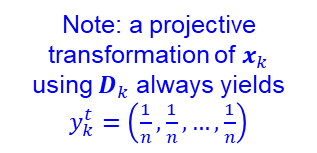 Note: a projective
transformation of 𝒙ₖ
using 𝑫ₖ always yields
𝑦ₖᵗ = (1/𝑛, 1/𝑛, …, 1/𝑛)